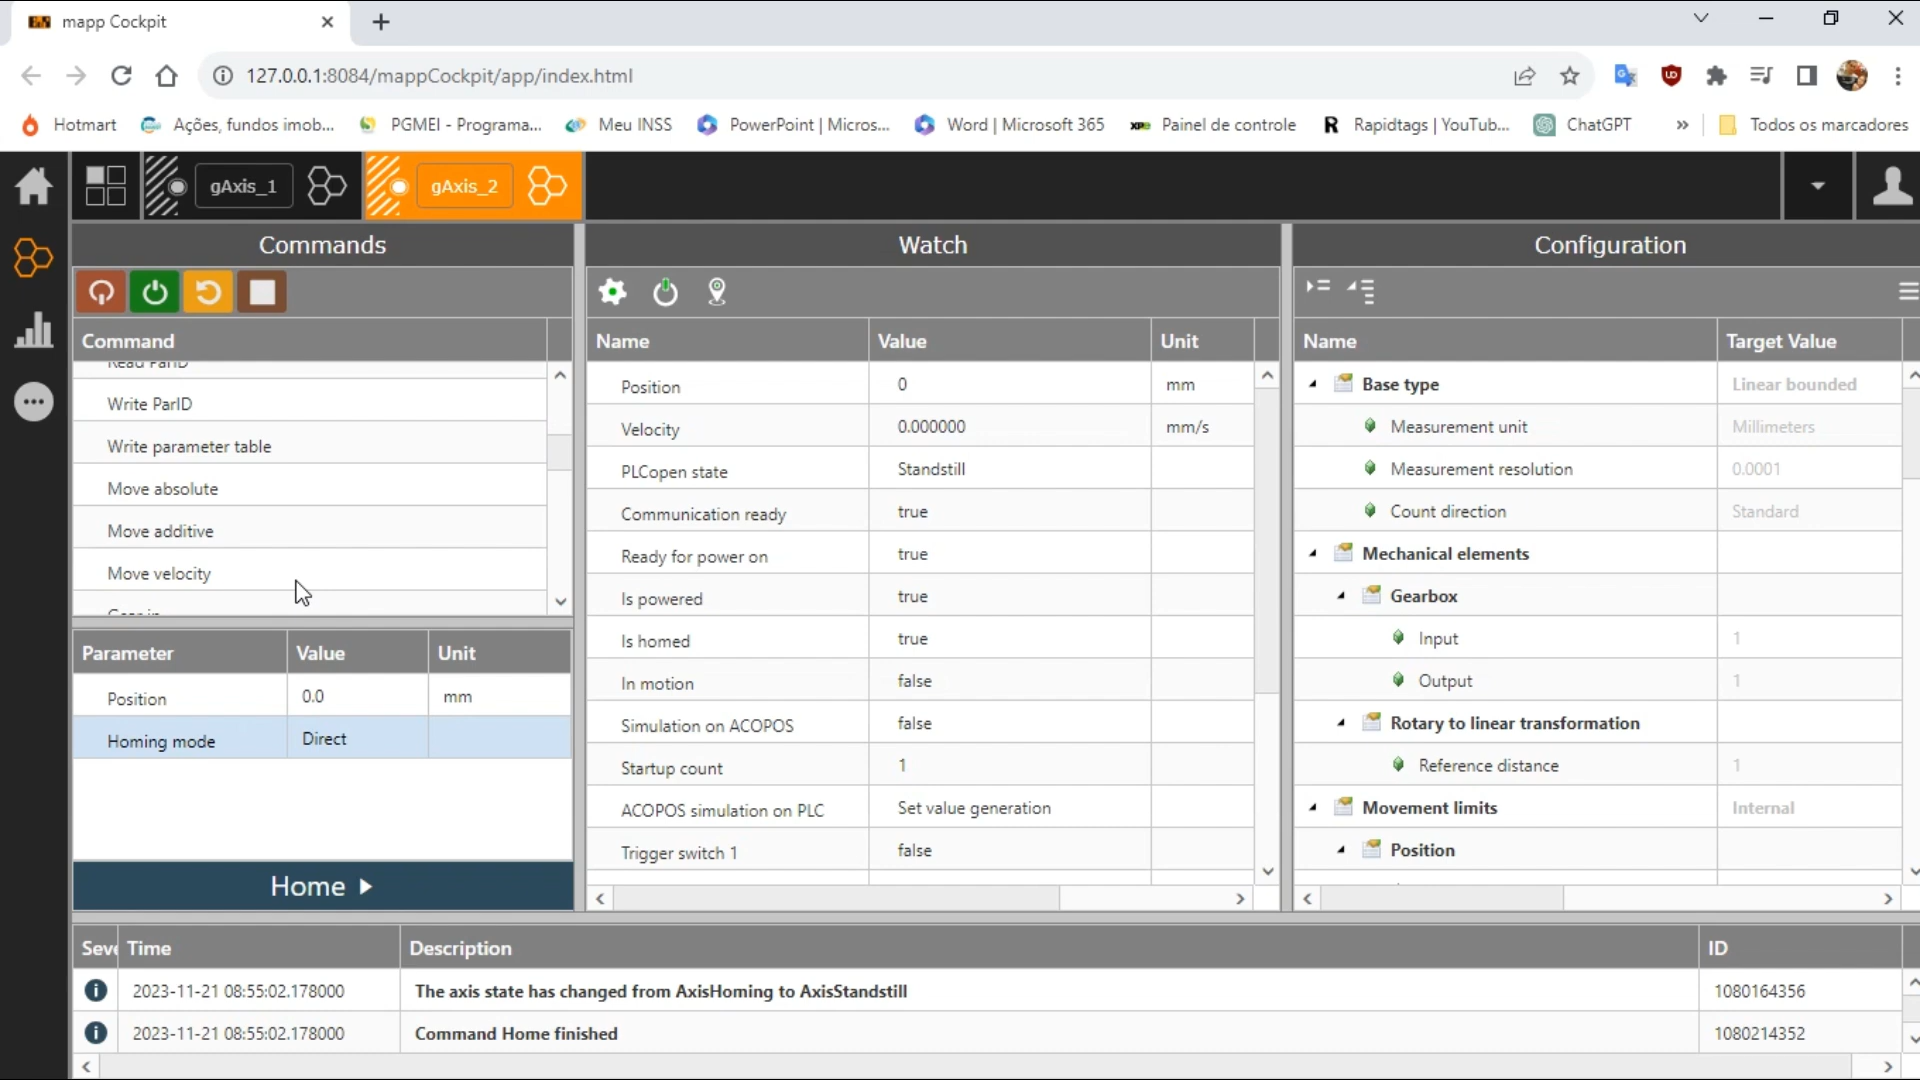 mapp Cockpit
127.0.0.1:8084/mappCockpit/app/index.html
Hotmart
Ações, fundos imob...
PGMEI - Programa...
Meu INSS
PowerPoint | Micros...
Word | Microsoft 365
Painel de controle
Rapidtags | YouTub...
ChatGPT
»
Todos os marcadores
gAxis_1
gAxis_2
Commands
Command
Read ParID
Write ParID
Write parameter table
Move absolute
Move additive
Move velocity
Gear in
Parameter Value Unit
Position 0.0 mm
Homing mode Direct
Home
Watch
Name Value Unit
Position 0 mm
Velocity 0.000000 mm/s
PLCopen state Standstill
Communication ready true
Ready for power on true
Is powered true
Is homed true
In motion false
Simulation on ACOPOS false
Startup count 1
ACOPOS simulation on PLC Set value generation
Trigger switch 1 false
Configuration
Name Target Value
Base type Linear bounded
Measurement unit Millimeters
Measurement resolution 0.0001
Count direction Standard
Mechanical elements
Gearbox
Input 1
Output 1
Rotary to linear transformation
Reference distance 1
Movement limits Internal
Position
Seve Time Description ID
2023-11-21 08:55:02.178000 The axis state has changed from AxisHoming to AxisStandstill 1080164356
2023-11-21 08:55:02.178000 Command Home finished 1080214352